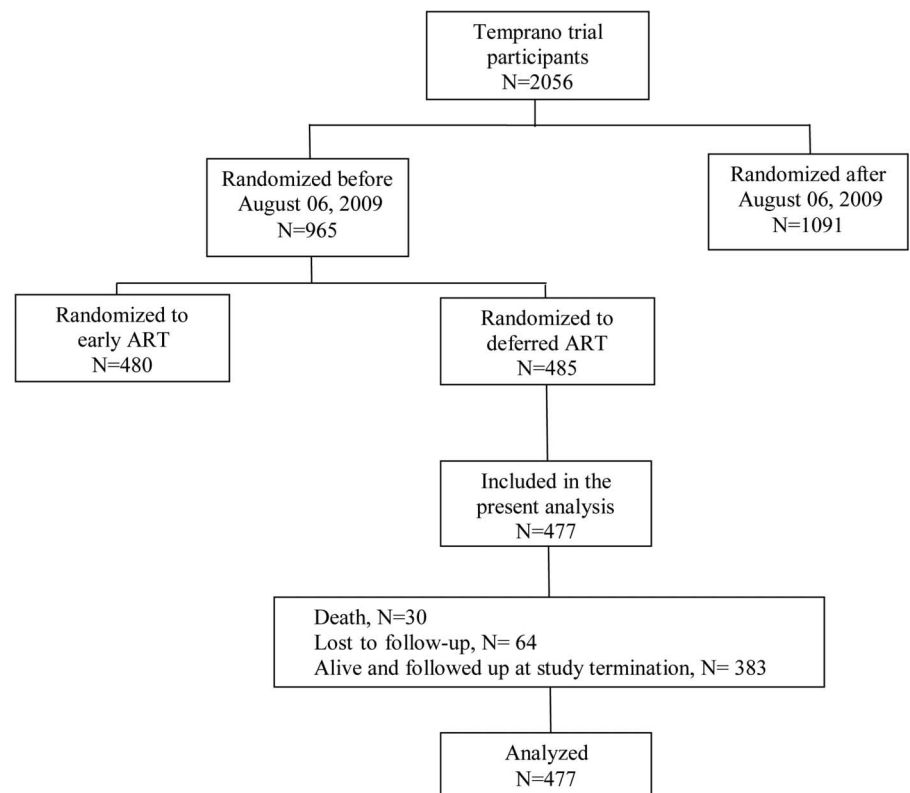 Temprano trial
participants
N=2056
Randomized before
August 06, 2009
N=965
Randomized after
August 06, 2009
N=1091
Randomized to
early ART
N=480
Randomized to
deferred ART
N=485
Included in the
present analysis
N=477
Death, N=30
Lost to follow-up, N= 64
Alive and followed up at study termination, N= 383
Analyzed
N=477